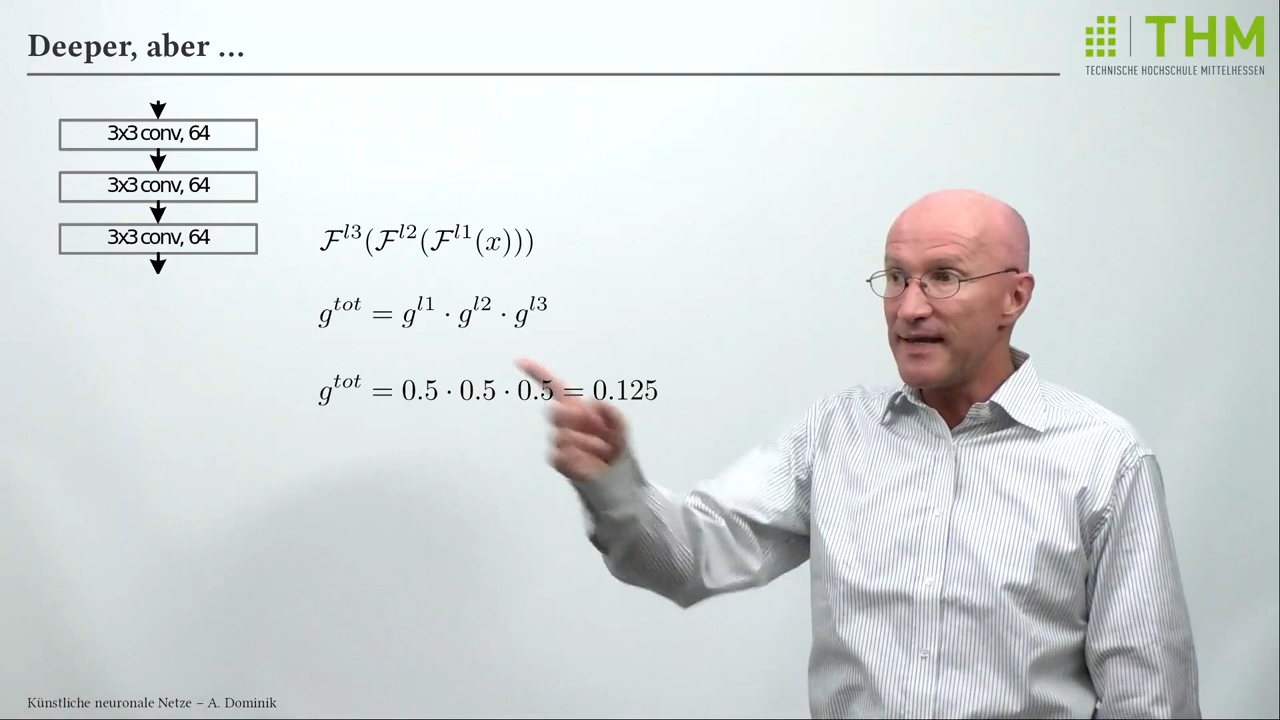 Deeper, aber …
THM
TECHNISCHE HOCHSCHULE MITTELHESSEN
3x3 conv, 64
3x3 conv, 64
3x3 conv, 64
𝓕^{l3}(𝓕^{l2}(𝓕^{l1}(x)))
g^{tot} = g^{l1} · g^{l2} · g^{l3}
g^{tot} = 0.5 · 0.5 · 0.5 = 0.125
Künstliche neuronale Netze – A. Dominik